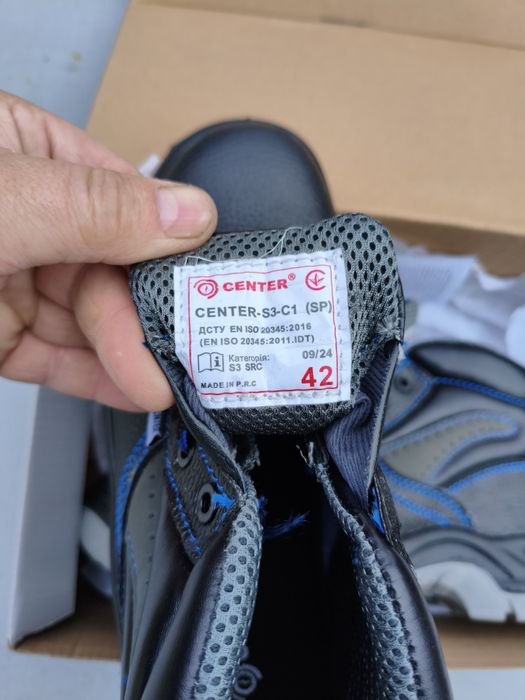 CENTER®
CENTER-S3-C1 (SP)
ДСТУ EN ISO 20345:2016
(EN ISO 20345:2011.IDT)
Категорія: 09/24
S3 SRC
MADE IN P.R.C 42